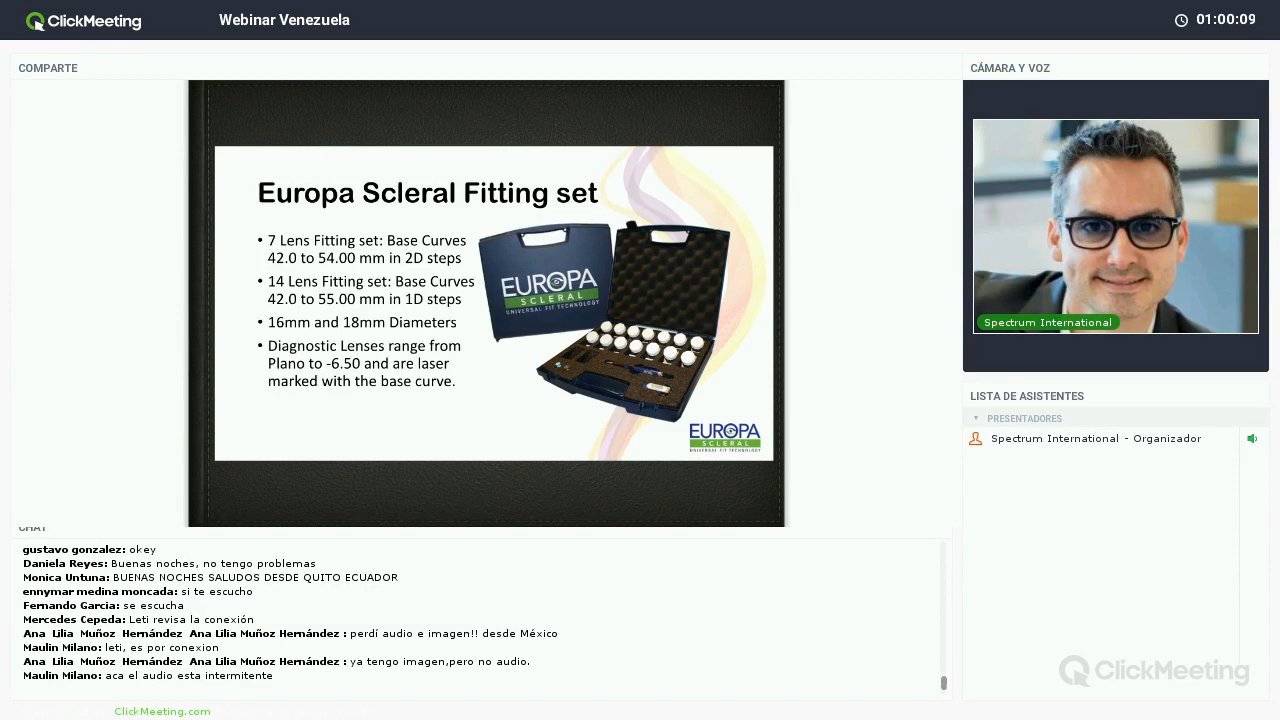 ClickMeeting
Webinar Venezuela
01:00:09
COMPARTE
Europa Scleral Fitting set
• 7 Lens Fitting set: Base Curves
42.0 to 54.00 mm in 2D steps
• 14 Lens Fitting set: Base Curves
42.0 to 55.00 mm in 1D steps
• 16mm and 18mm Diameters
• Diagnostic Lenses range from
Plano to -6.50 and are laser
marked with the base curve.
EUROPA
SCLERAL
UNIVERSAL FIT TECHNOLOGY
EUROPA
SCLERAL
UNIVERSAL FIT TECHNOLOGY
CÁMARA Y VOZ
Spectrum International
LISTA DE ASISTENTES
PRESENTADORES
Spectrum International - Organizador
CHAT
gustavo gonzalez: okey
Daniela Reyes: Buenas noches, no tengo problemas
Monica Untuna: BUENAS NOCHES SALUDOS DESDE QUITO ECUADOR
ennymar medina moncada: si te escucho
Fernando Garcia: se escucha
Mercedes Cepeda: Leti revisa la conexión
Ana Lilia Muñoz Hernández Ana Lilia Muñoz Hernández : perdí audio e imagen!! desde México
Maulin Milano: leti, es por conexion
Ana Lilia Muñoz Hernández Ana Lilia Muñoz Hernández : ya tengo imagen,pero no audio.
Maulin Milano: aca el audio esta intermitente
ClickMeeting
ClickMeeting.com